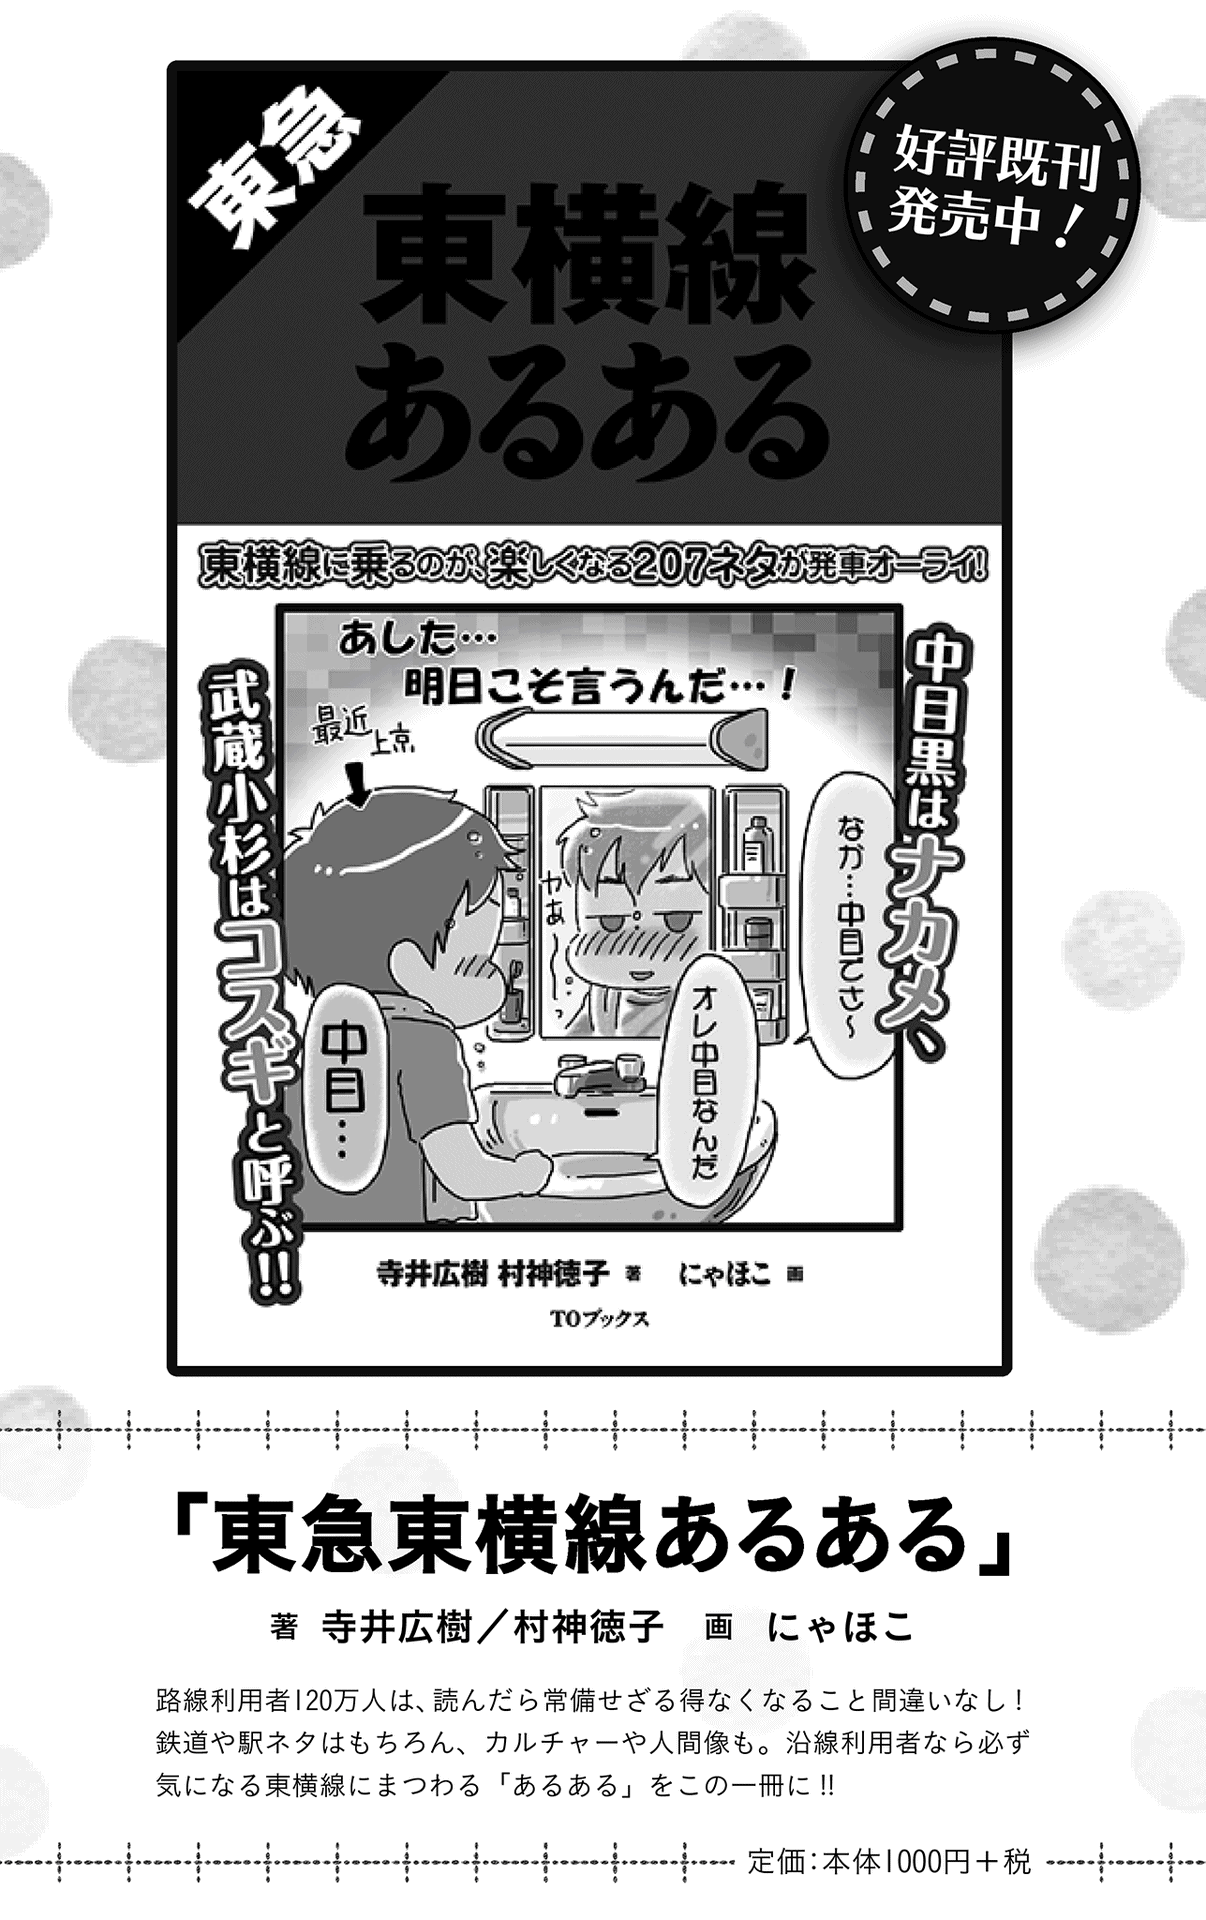 東急
東横線
あるある
好評既刊
発売中！
東横線に乗るのが、楽しくなる207ネタが発車オーライ!
中目黒はナカメ、
武蔵小杉はコスギと呼ぶ!!
あした…
明日こそ言うんだ…！
最近
上京
なか…中目でさ～
やあ～～っ
オレ中目なんだ
中目…
寺井広樹 村神徳子 著 にゃほこ 画
TOブックス
「東急東横線あるある」
著 寺井広樹／村神徳子 画 にゃほこ
路線利用者120万人は、読んだら常備せざる得なくなること間違いなし！
鉄道や駅ネタはもちろん、カルチャーや人間像も。沿線利用者なら必ず
気になる東横線にまつわる「あるある」をこの一冊に!!
定価：本体1000円＋税